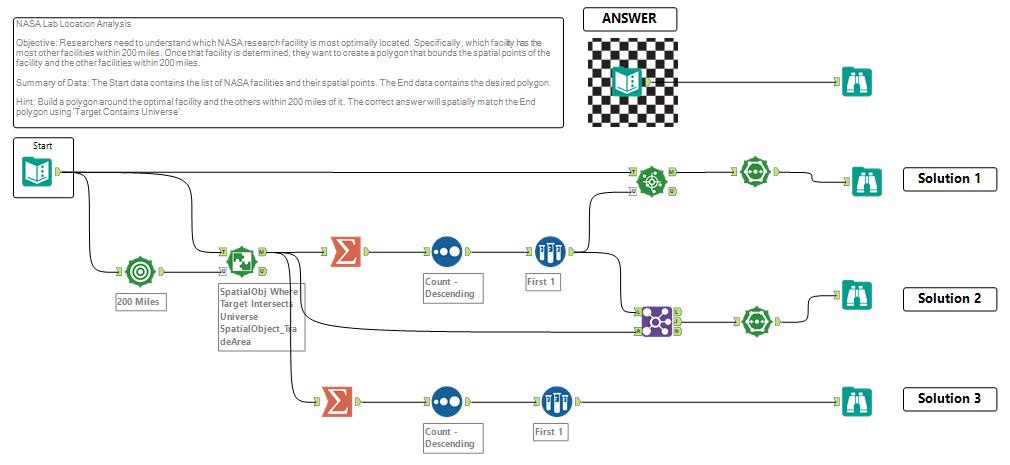 NASA Lab Location Analysis
Objective: Researchers need to understand which NASA research facility is most optimally located. Specifically, which facility has the
most other facilities within 200 miles. Once that facility is determined, they want to create a polygon that bounds the spatial points of the
facility and the other facilities within 200 miles.
Summary of Data: The Start data contains the list of NASA facilities and their spatial points. The End data contains the desired polygon.
Hint: Build a polygon around the optimal facility and the others within 200 miles of it. The correct answer will spatially match the End
polygon using 'Target Contains Universe'.
ANSWER
Start
Solution 1
200 Miles
SpatialObj Where
Target Intersects
Universe
SpatialObject_Tra
deArea
Count -
Descending
First 1
Solution 2
Count -
Descending
First 1
Solution 3